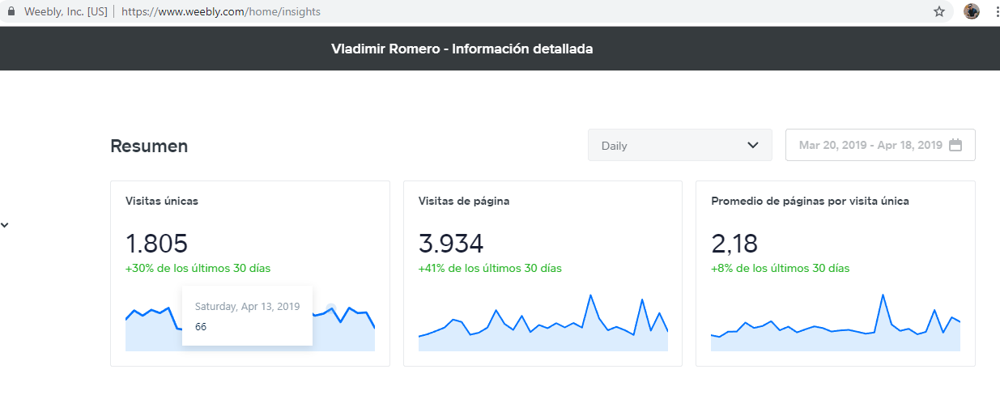 Weebly, Inc. [US] | https://www.weebly.com/home/insights
Vladimir Romero - Información detallada
Resumen
Daily
Mar 20, 2019 - Apr 18, 2019
Visitas únicas
1.805
+30% de los últimos 30 días
Saturday, Apr 13, 2019
66
Visitas de página
3.934
+41% de los últimos 30 días
Promedio de páginas por visita única
2,18
+8% de los últimos 30 días